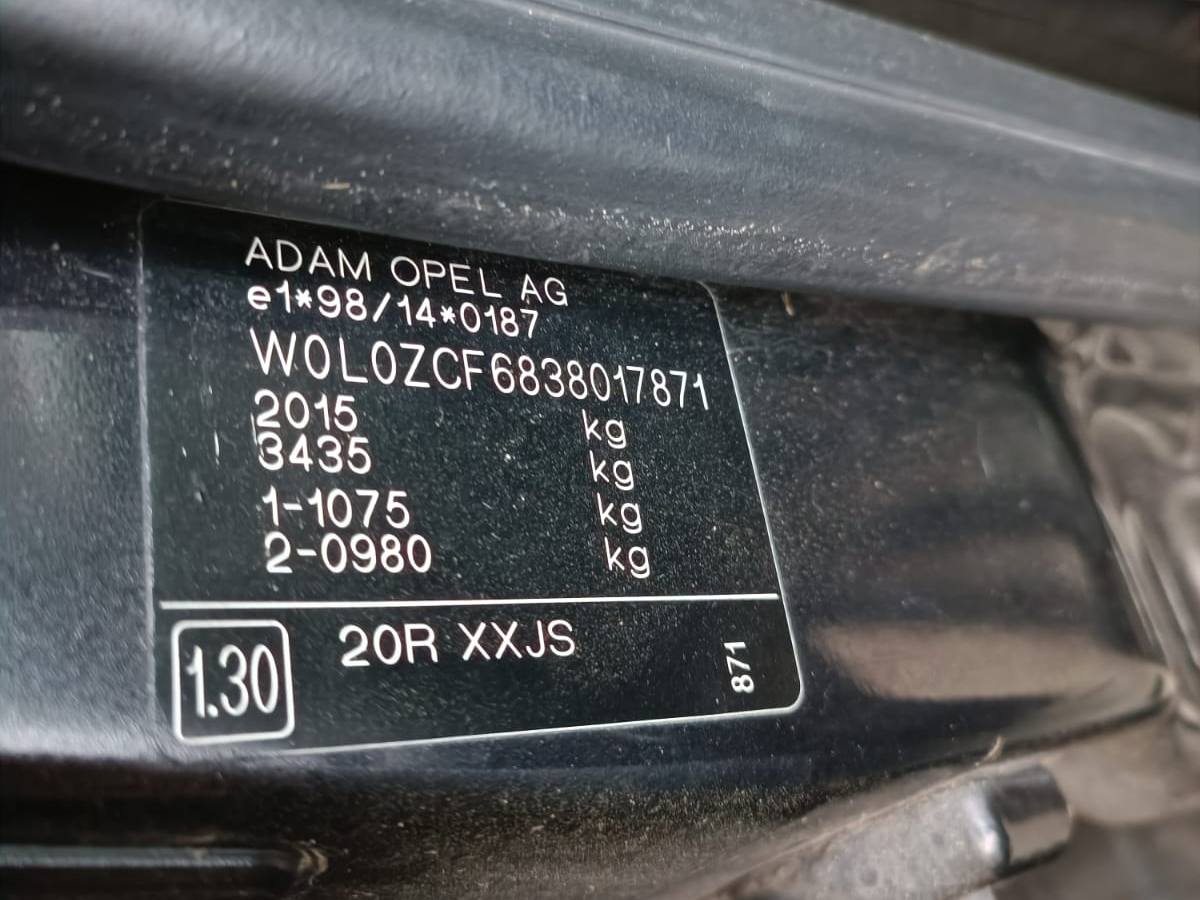 ADAM OPEL AG
e1*98/14*0187
W0L0ZCF6838017871
2015 kg
3435 kg
1-1075 kg
2-0980 kg
1.30 20R XXJS 871